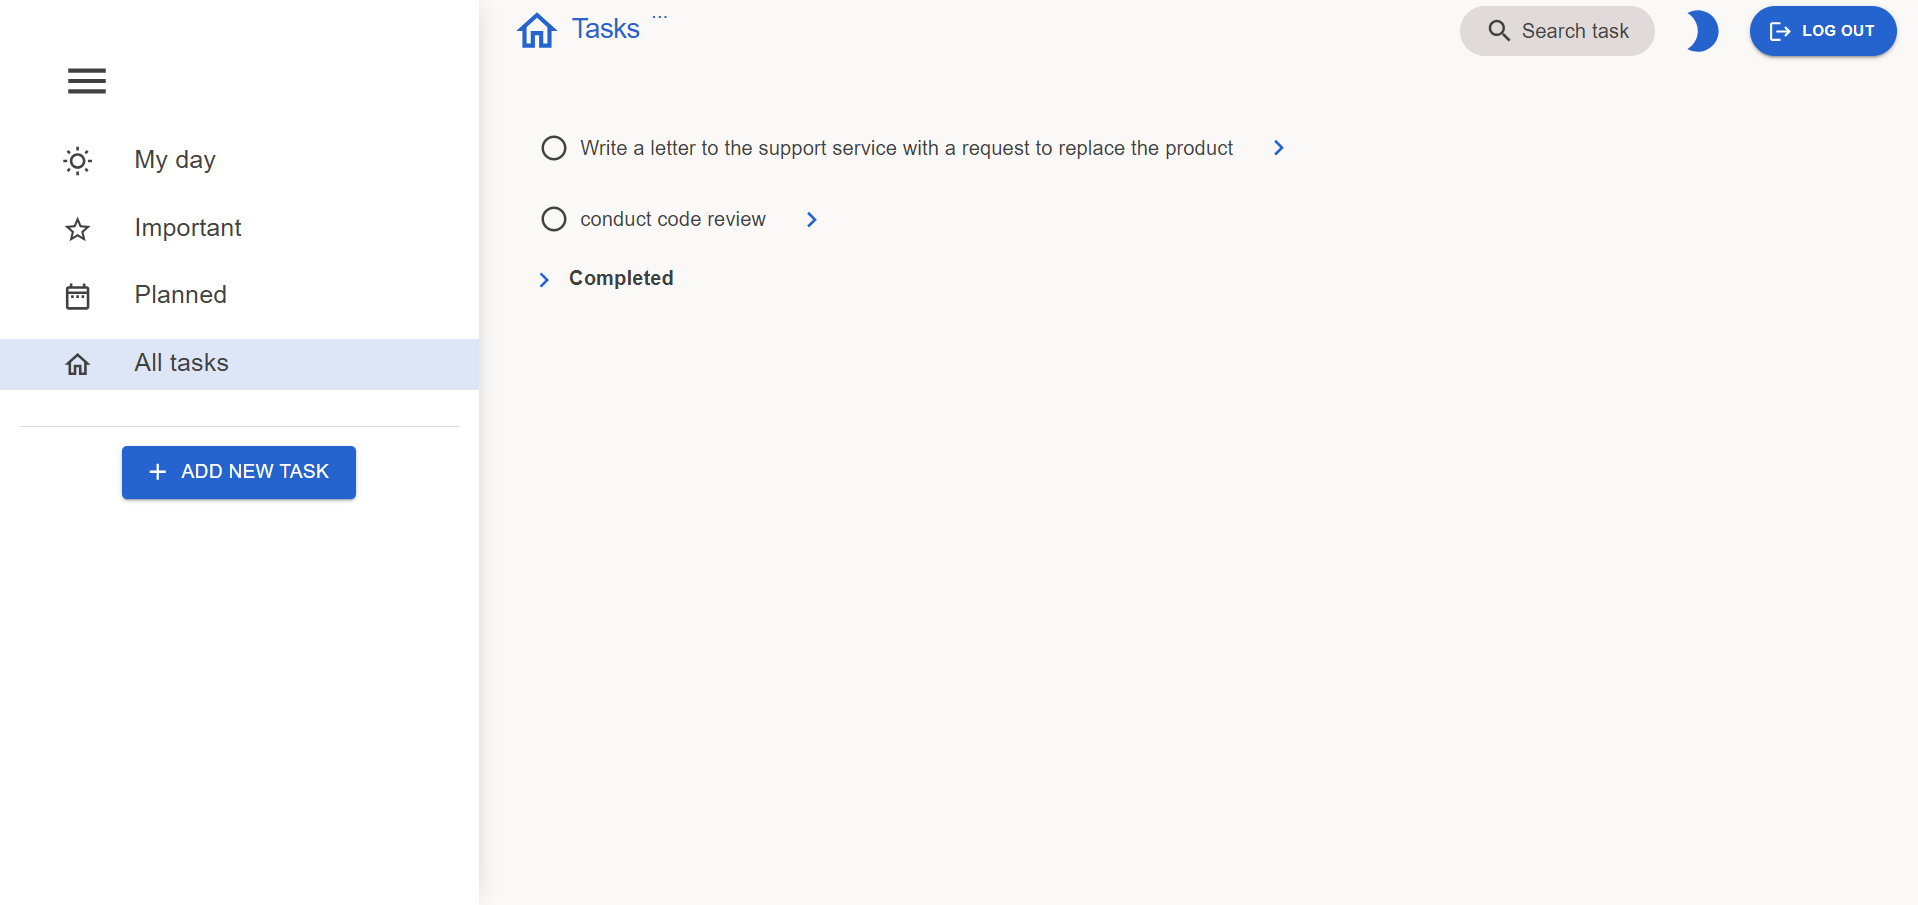 My day
Important
Planned
All tasks
ADD NEW TASK
Tasks ...
Search task
LOG OUT
Write a letter to the support service with a request to replace the product
conduct code review
Completed